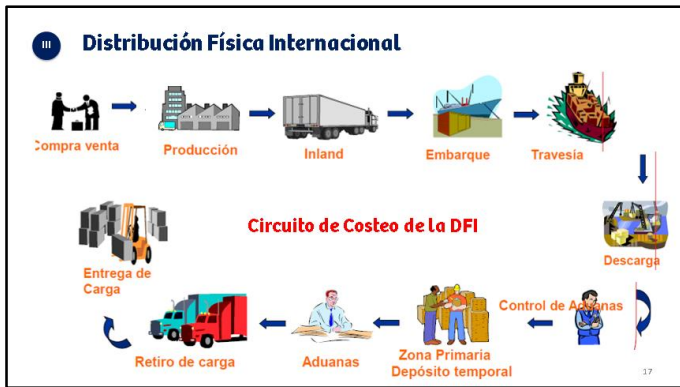 III
Distribución Física Internacional
Compra venta
Producción
Inland
Embarque
Travesía
Circuito de Costeo de la DFI
Descarga
Control de Aduanas
Zona Primaria
Depósito temporal
Aduanas
Retiro de carga
Entrega de
Carga
17